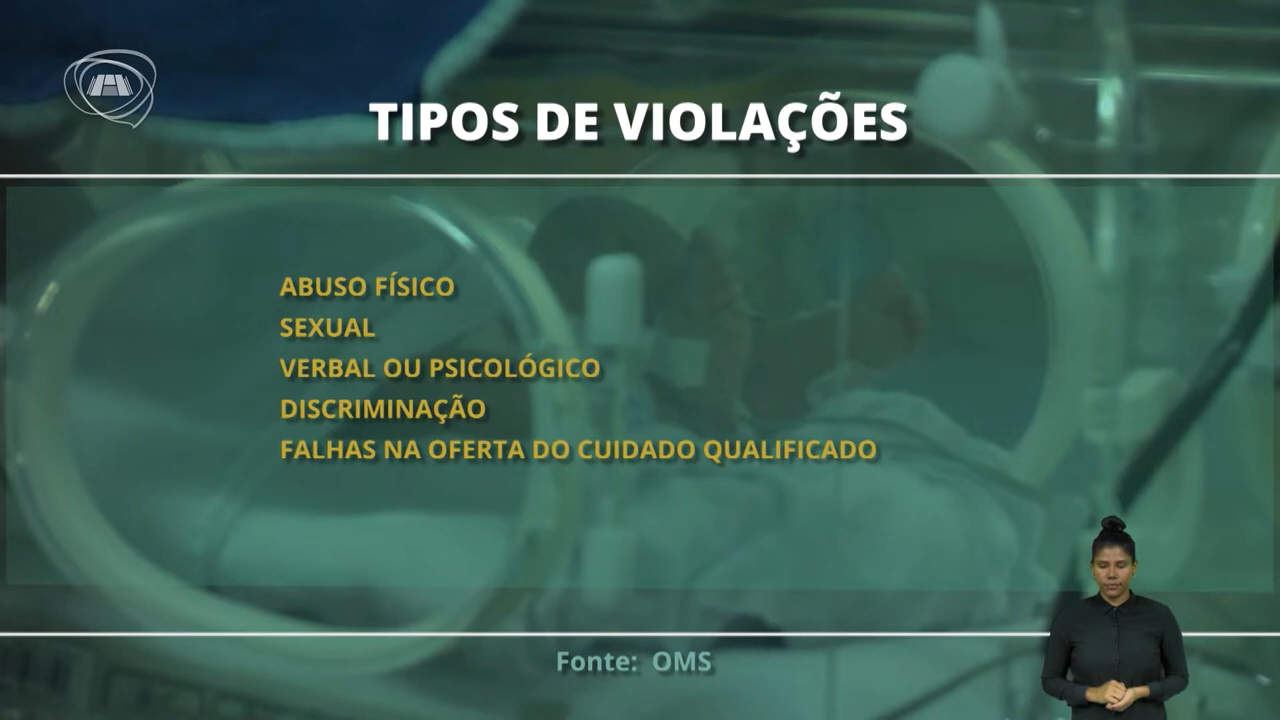 TIPOS DE VIOLAÇÕES
ABUSO FÍSICO
SEXUAL
VERBAL OU PSICOLÓGICO
DISCRIMINAÇÃO
FALHAS NA OFERTA DO CUIDADO QUALIFICADO
Fonte: OMS